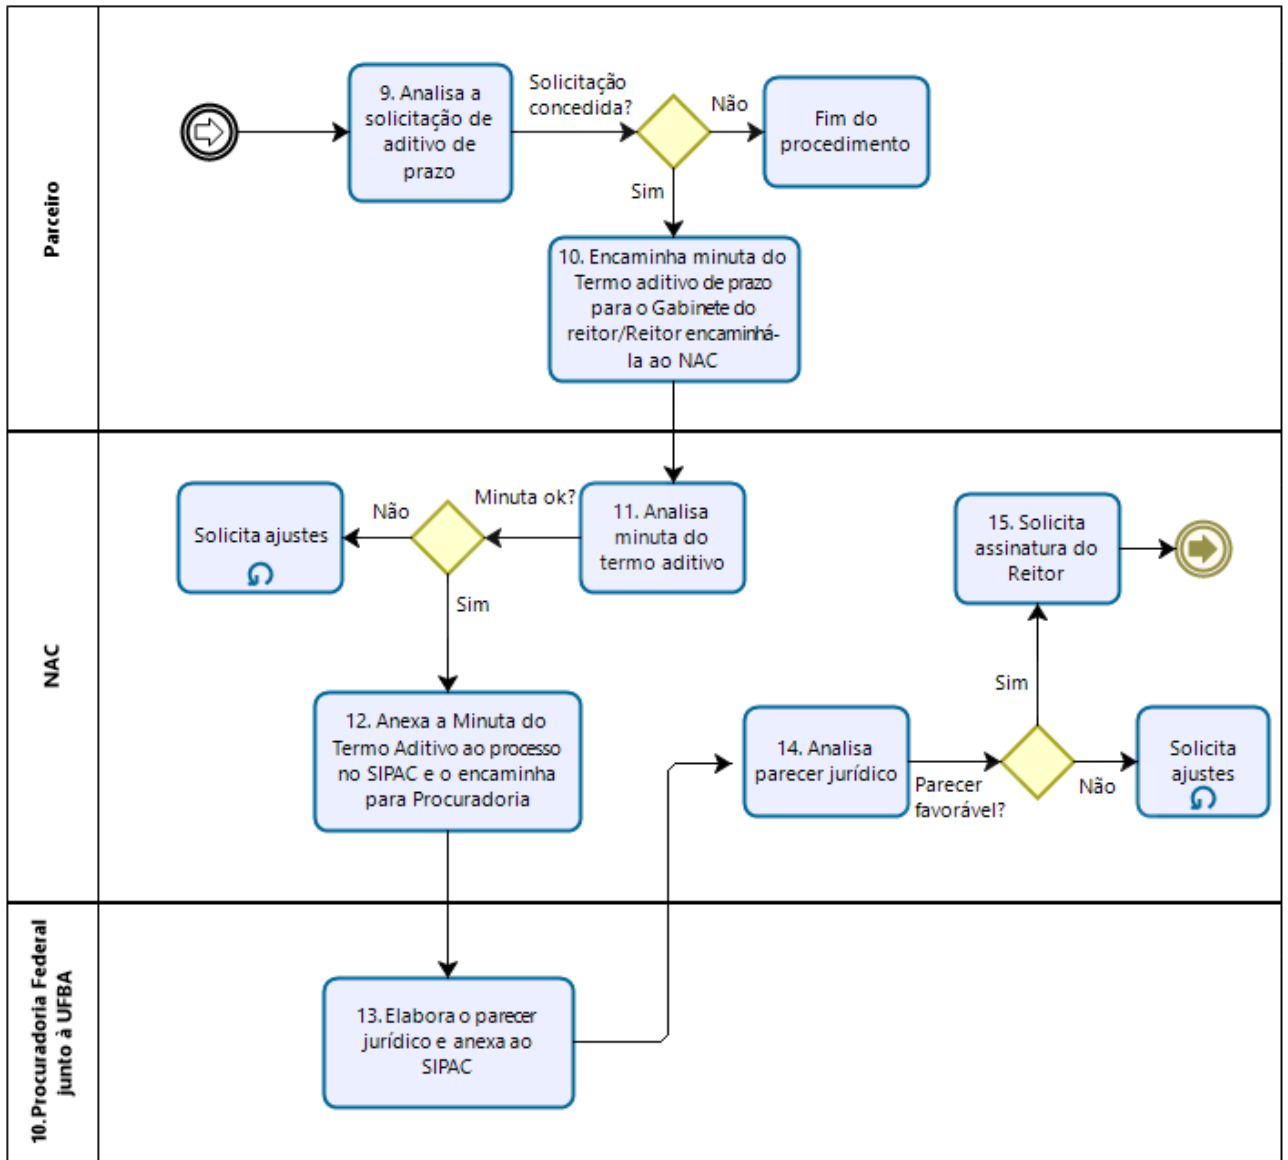 Parceiro
9. Analisa a
solicitação de
aditivo de
prazo
Solicitação
concedida?
Não
Fim do
procedimento
Sim
10. Encaminha minuta do
Termo aditivo de prazo
para o Gabinete do
reitor/Reitor encaminhá-
la ao NAC
NAC
11. Analisa
minuta do
termo aditivo
Minuta ok?
Não
Solicita ajustes
Sim
12. Anexa a Minuta do
Termo Aditivo ao processo
no SIPAC e o encaminha
para Procuradoria
14. Analisa
parecer jurídico
Parecer
favorável?
Não
Solicita
ajustes
Sim
15. Solicita
assinatura do
Reitor
10.Procuradoria Federal
junto à UFBA
13. Elabora o parecer
jurídico e anexa ao
SIPAC